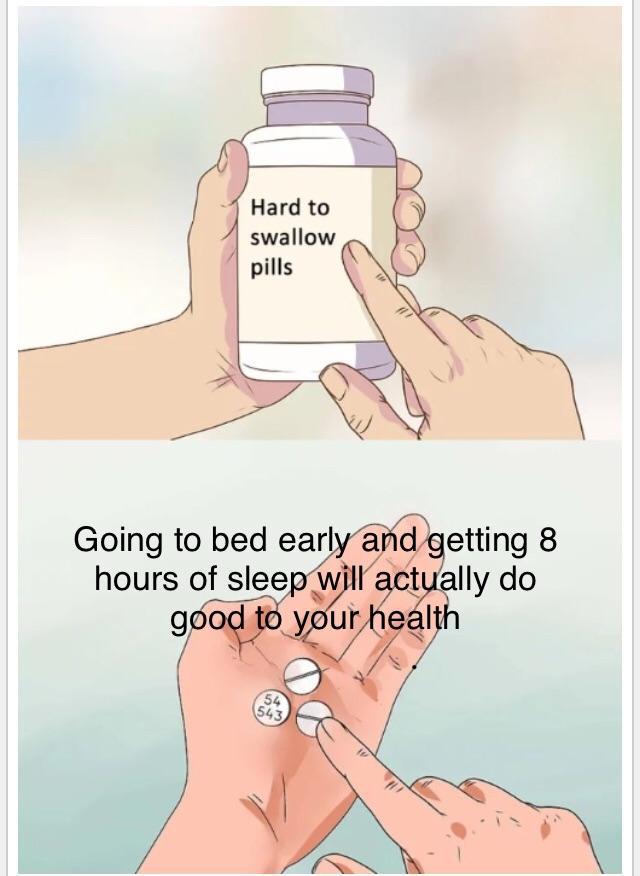 Hard to
swallow
pills
Going to bed early and getting 8
hours of sleep will actually do
good to your health
54
543